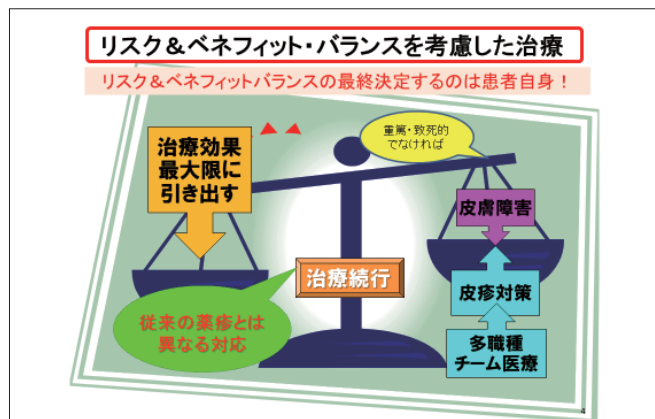 リスク＆ベネフィット・バランスを考慮した治療
リスク＆ベネフィットバランスの最終決定するのは患者自身！
治療効果
最大限に
引き出す
重篤・致死的
でなければ
皮膚障害
治療続行
皮疹対策
従来の薬疹とは
異なる対応
多職種
チーム医療
4